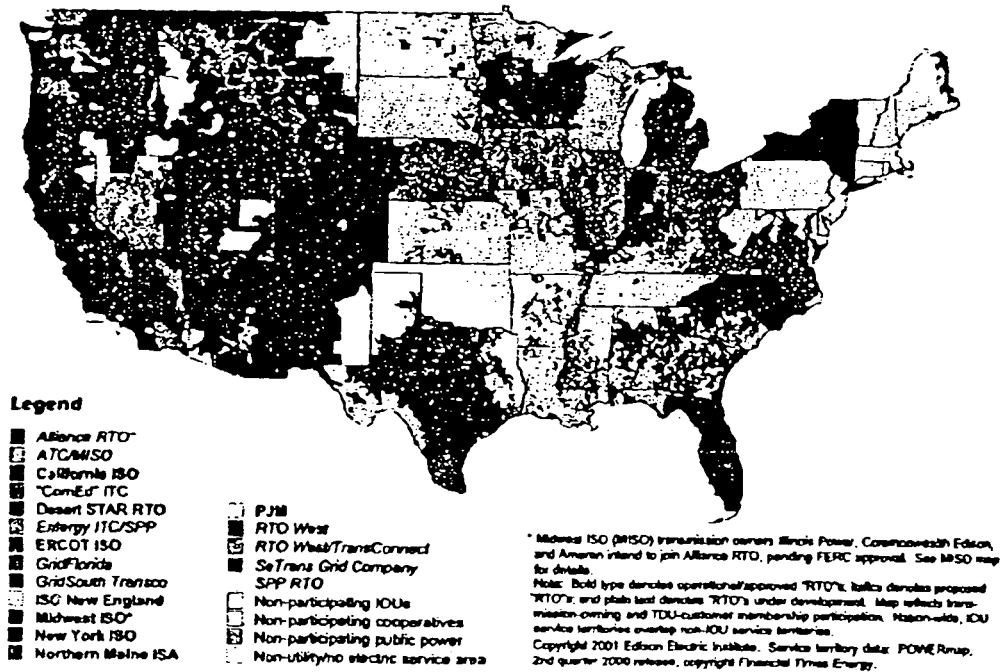 Legend
Alliance RTO*
ATC/MISO
California ISO
"ComEd" ITC
Desert STAR RTO
Entergy ITC/SPP
ERCOT ISO
GridFlorida
GridSouth Transco
ISO New England
Midwest ISO*
New York ISO
Northern Maine ISA
PJM
RTO West
RTO West/TransConnect
SeTrans Grid Company
SPP RTO
Non-participating IOUs
Non-participating cooperatives
Non-participating public power
Non-utility/no electric service area
* Midwest ISO (MISO) transmission owners Illinois Power, Commonwealth Edison,
and Ameren intend to join Alliance RTO, pending FERC approval. See MISO map
for details.
Note: Bold type denotes operational/approved "RTO"s, italics denotes proposed
"RTO"s, and plain text denotes "RTO"s under development. Map reflects trans-
mission-owning and TDU-customer membership participation. Nation-wide, IOU
service territories overlap non-IOU service territories.
Copyright 2001 Edison Electric Institute. Service territory data: POWERmap,
2nd quarter 2000 release, copyright Financial Times Energy.